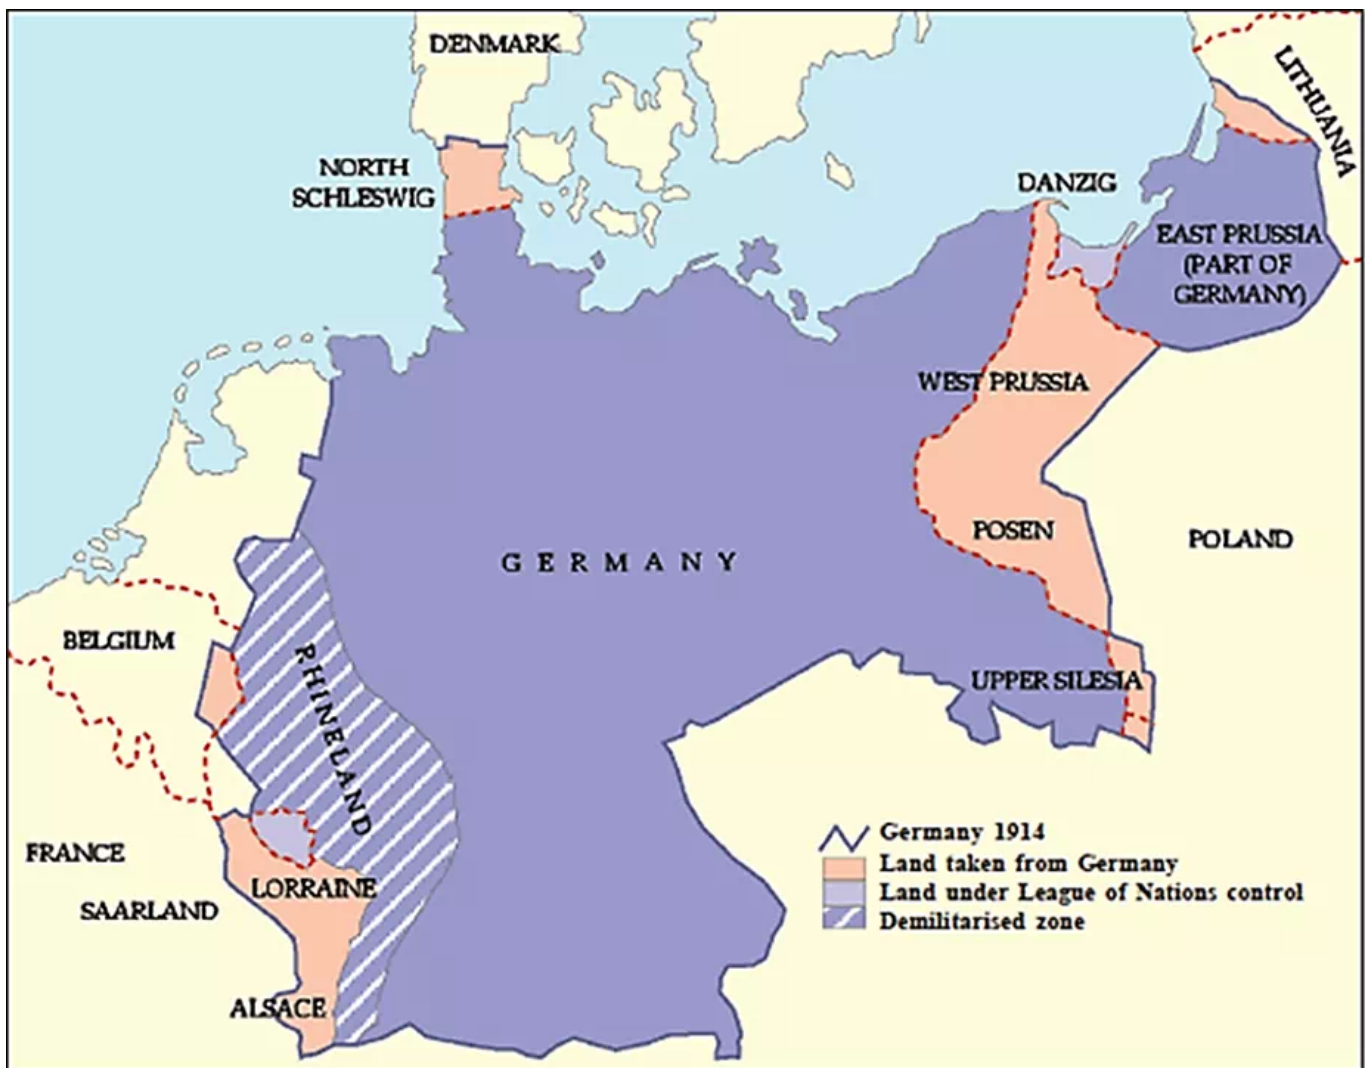 DENMARK
LITHUANIA
NORTH
SCHLESWIG
DANZIG
EAST PRUSSIA
(PART OF
GERMANY)
WEST PRUSSIA
POSEN
POLAND
GERMANY
BELGIUM
RHINELAND
UPPER SILESIA
FRANCE
LORRAINE
SAARLAND
ALSACE
Germany 1914
Land taken from Germany
Land under League of Nations control
Demilitarised zone